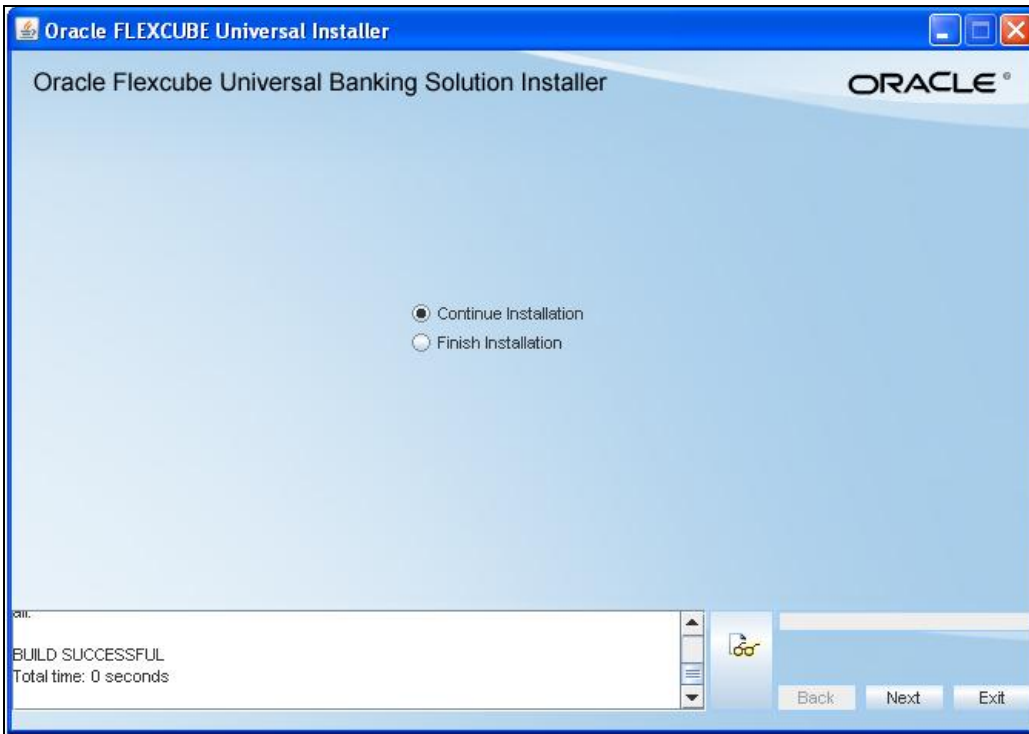 Oracle FLEXCUBE Universal Installer
Oracle Flexcube Universal Banking Solution Installer
ORACLE®
Continue Installation
Finish Installation
BUILD SUCCESSFUL
Total time: 0 seconds
Back
Next
Exit